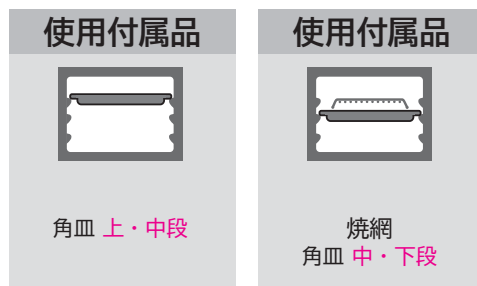 使用付属品
角皿 上・中段
使用付属品
焼網
角皿 中・下段